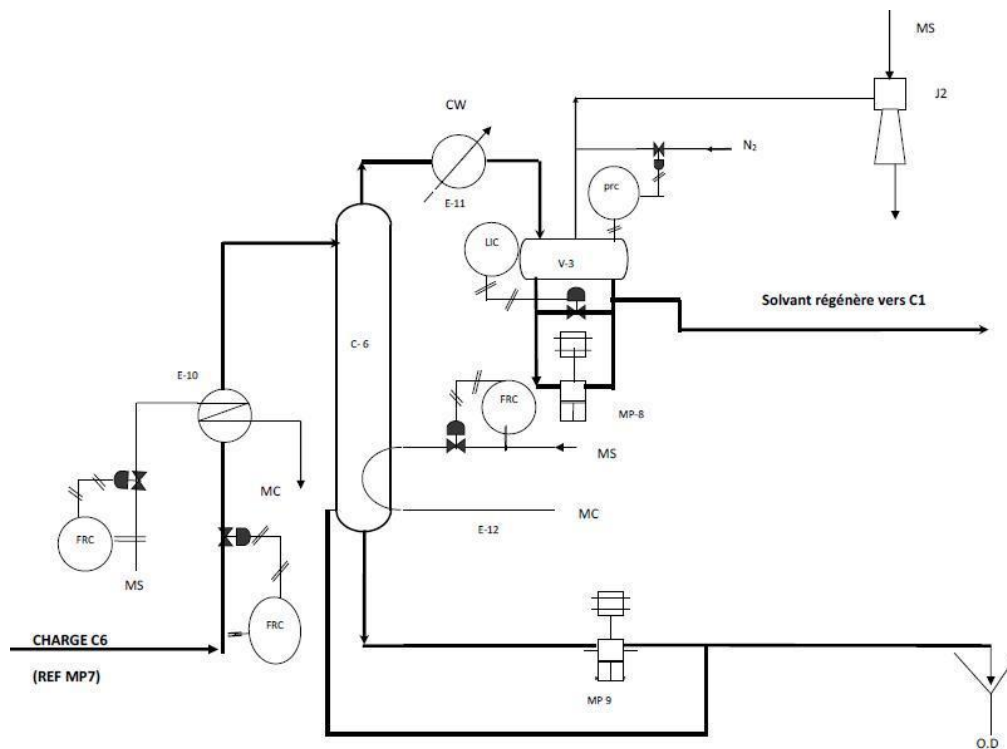 MS
J2
CW
N₂
E-11
prc
LIC
V-3
Solvant régénère vers C1
C- 6
E-10
FRC
MP-8
MS
MC
MC
E-12
FRC
MS
FRC
CHARGE C6
(REF MP7)
MP 9
O.D